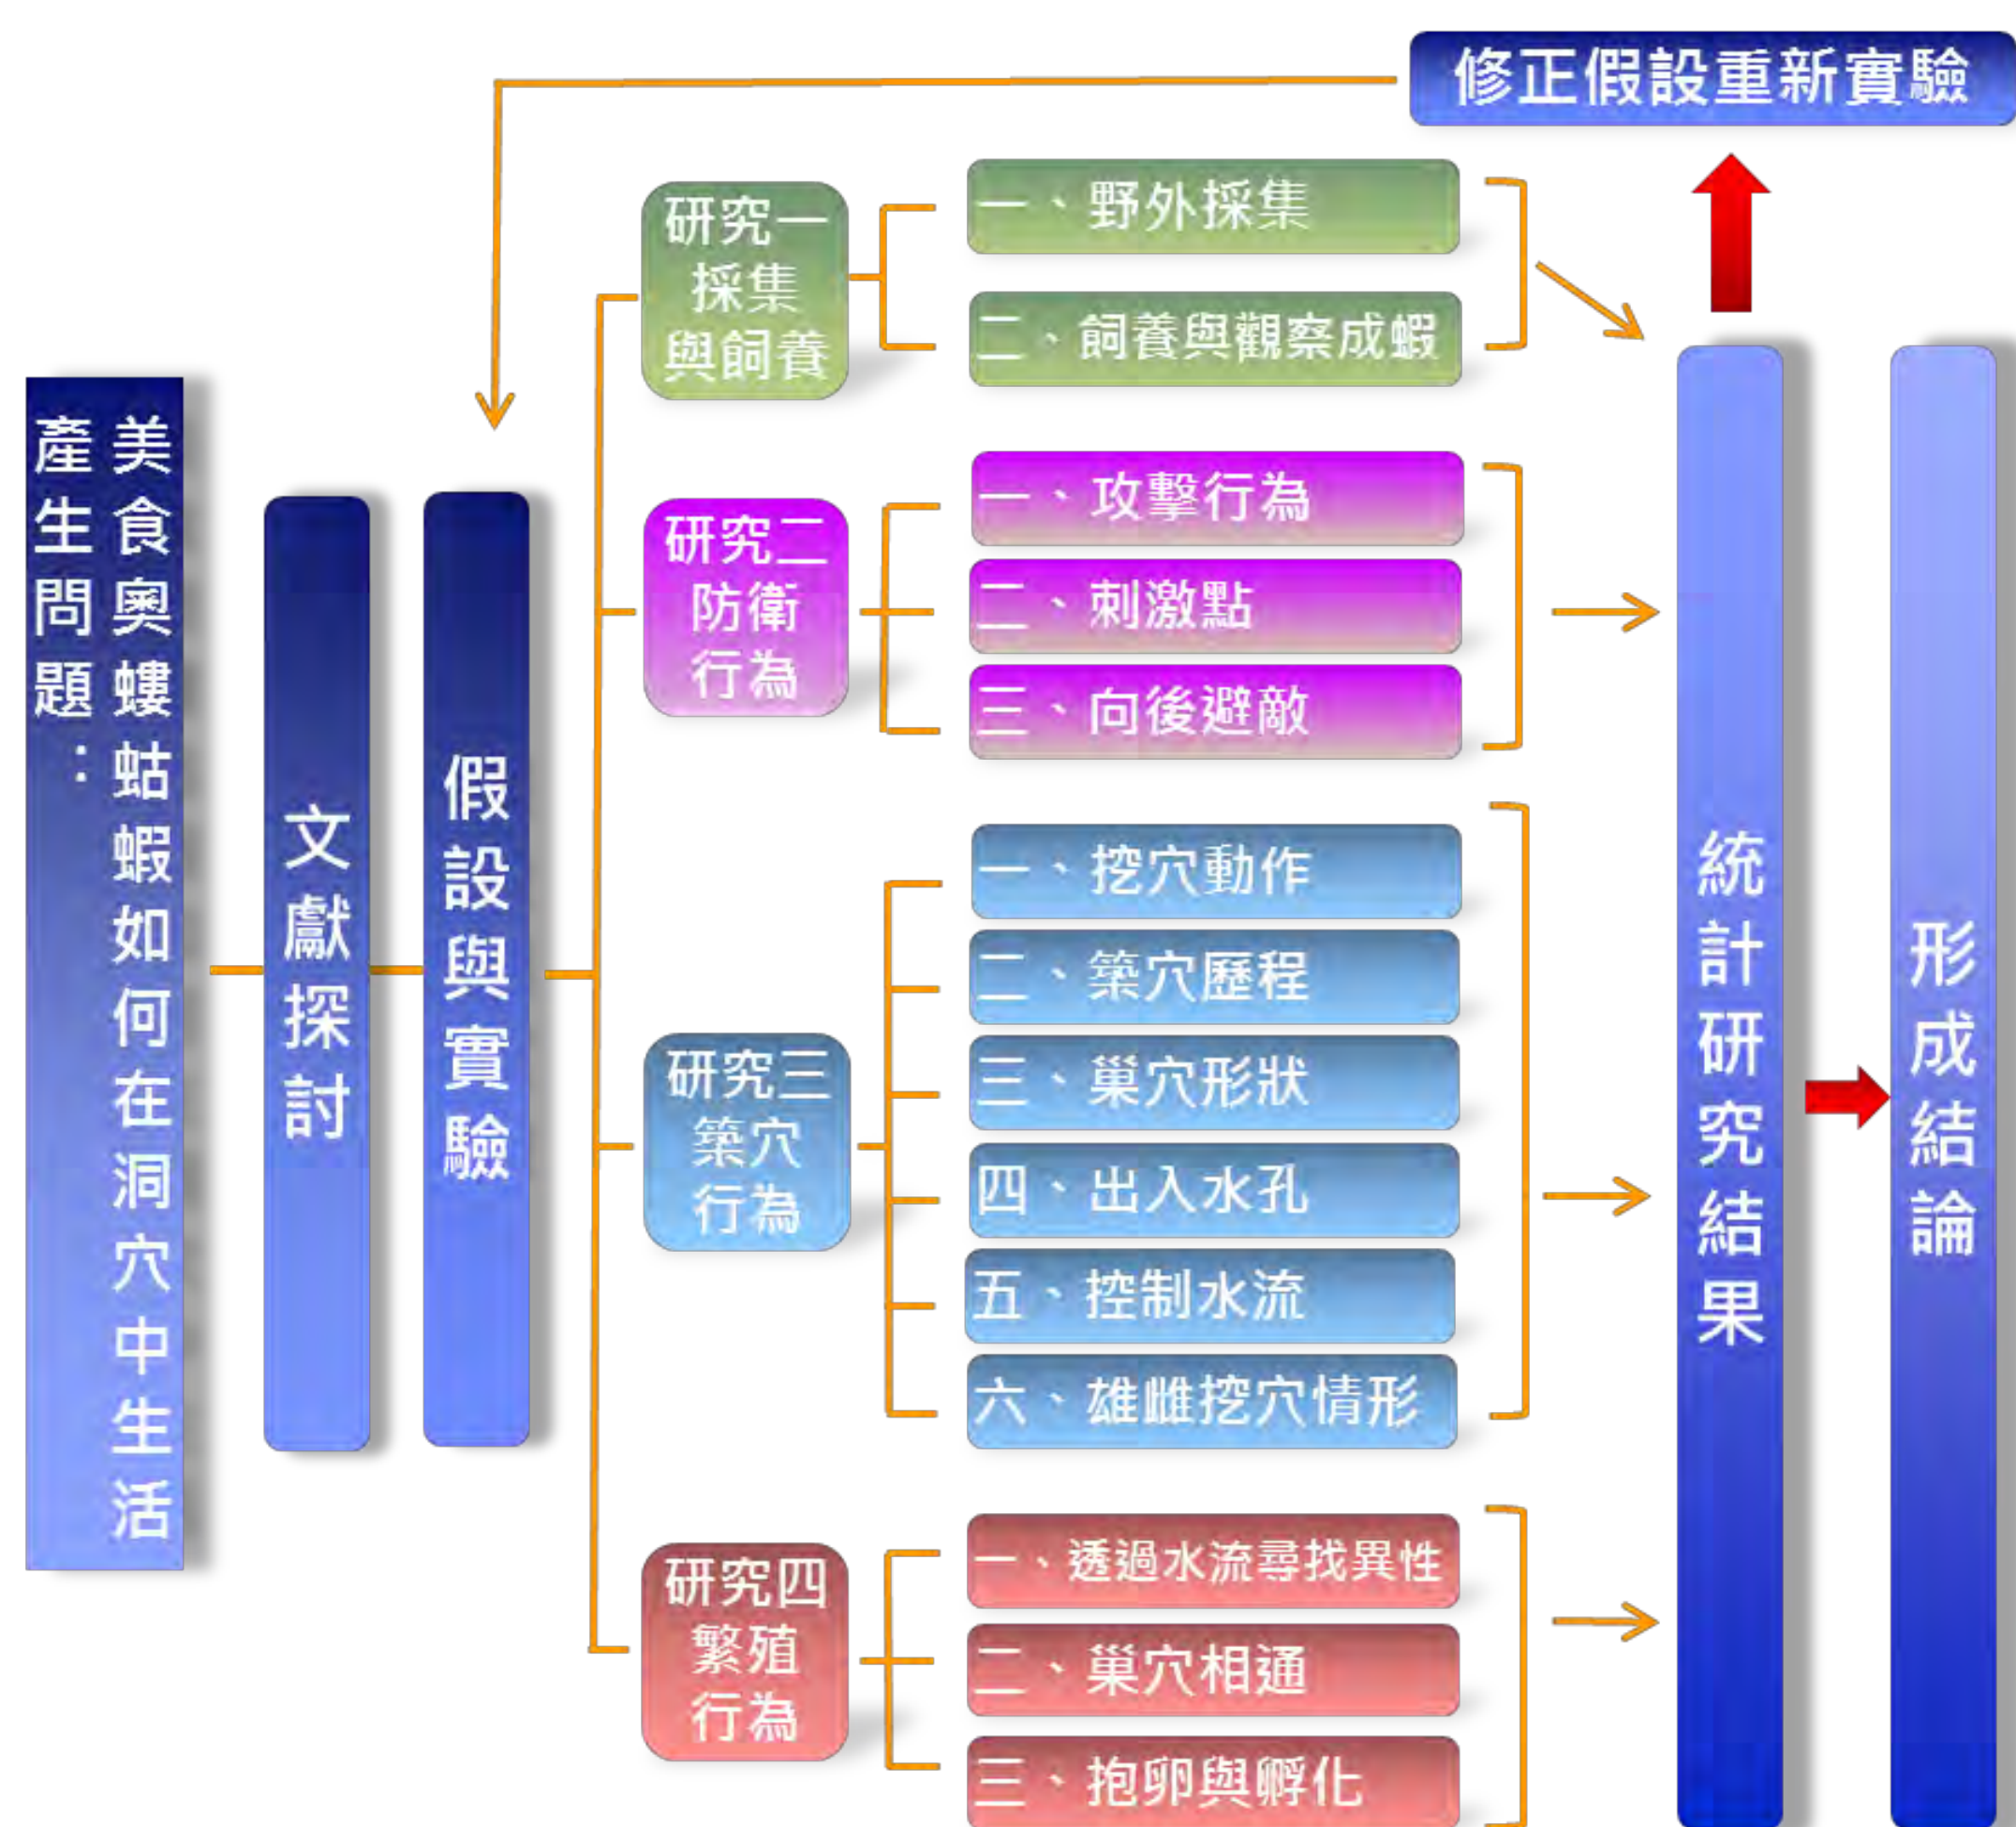 修正假設重新實驗
產生問題：
美食奧螻蛄蝦如何在洞穴中生活
文獻探討
假設與實驗
研究一
採集
與飼養
一、野外採集
二、飼養與觀察成蝦
研究二
防衛
行為
一、攻擊行為
二、刺激點
三、向後避敵
研究三
築穴
行為
一、挖穴動作
二、築穴歷程
三、巢穴形狀
四、出入水孔
五、控制水流
六、雄雌挖穴情形
研究四
繁殖
行為
一、透過水流尋找異性
二、巢穴相通
三、抱卵與孵化
統計研究結果
形成結論